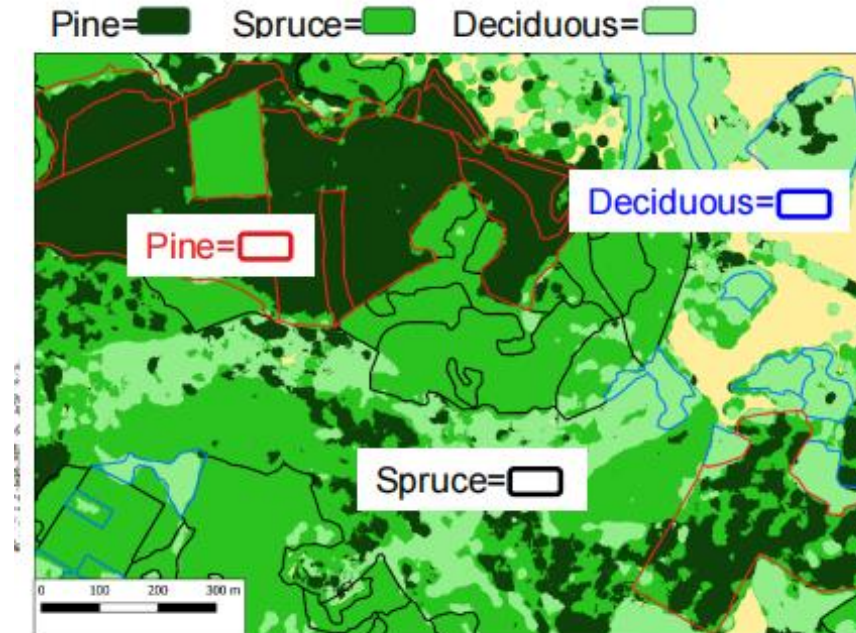 Pine= Spruce= Deciduous=
Deciduous=
Pine=
Spruce=
0 100 200 300 m